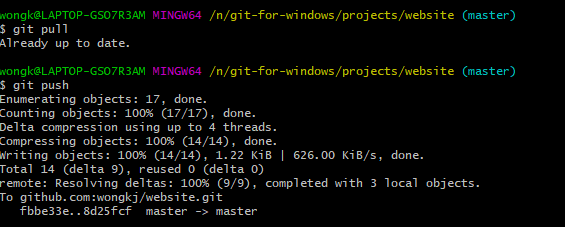 wongk@LAPTOP-GSO7R3AM MINGW64 /n/git-for-windows/projects/website (master)
$ git pull
Already up to date.
wongk@LAPTOP-GSO7R3AM MINGW64 /n/git-for-windows/projects/website (master)
$ git push
Enumerating objects: 17, done.
Counting objects: 100% (17/17), done.
Delta compression using up to 4 threads.
Compressing objects: 100% (14/14), done.
Writing objects: 100% (14/14), 1.22 KiB | 626.00 KiB/s, done.
Total 14 (delta 9), reused 0 (delta 0)
remote: Resolving deltas: 100% (9/9), completed with 3 local objects.
To github.com:wongkj/website.git
   fbbe33e..8d25fcf  master -> master